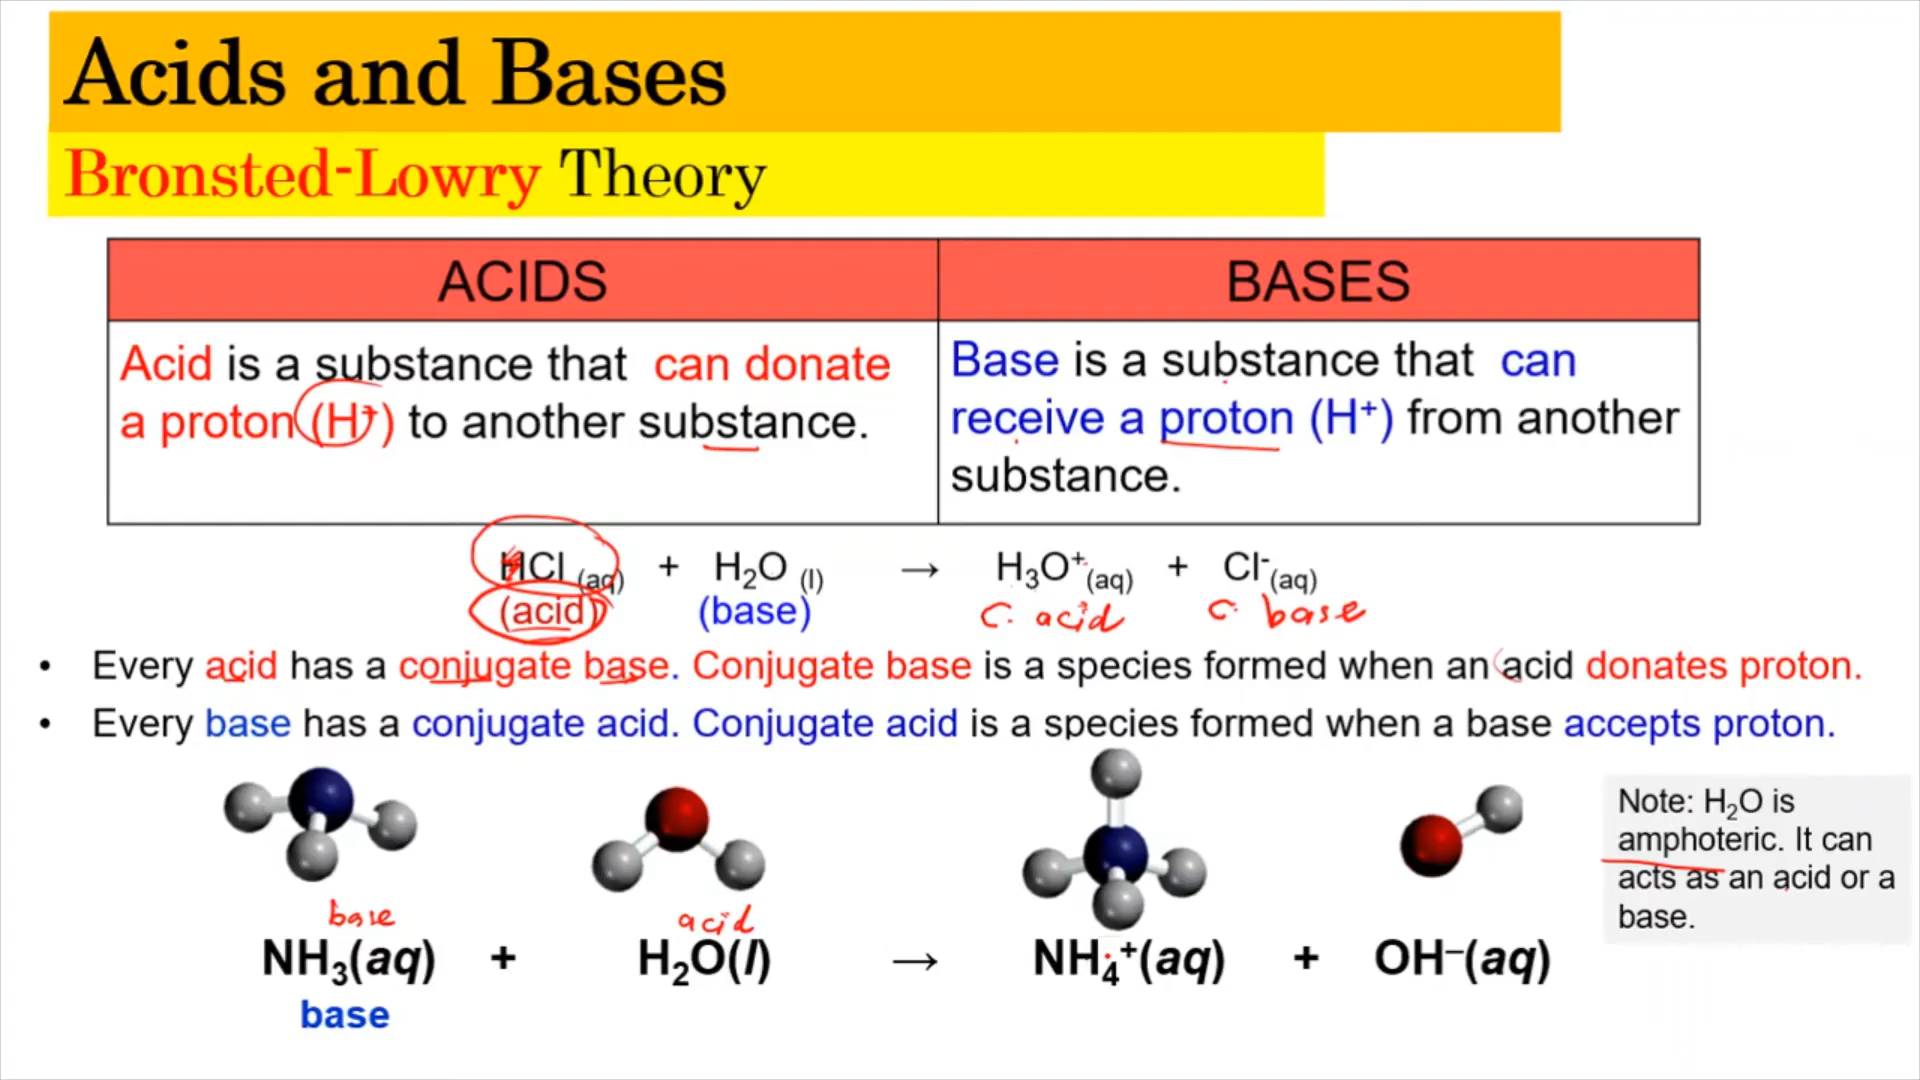 Acids and Bases
Bronsted-Lowry Theory
ACIDS
BASES
Acid is a substance that can donate
a proton (H⁺) to another substance.
Base is a substance that can
receive a proton (H⁺) from another
substance.
HCl (aq) + H₂O (l) → H₃O⁺(aq) + Cl⁻(aq)
(acid) (base) C. acid C. base
• Every acid has a conjugate base. Conjugate base is a species formed when an acid donates proton.
• Every base has a conjugate acid. Conjugate acid is a species formed when a base accepts proton.
Note: H₂O is
amphoteric. It can
acts as an acid or a
base.
base acid
NH₃(aq) + H₂O(l) → NH₄⁺(aq) + OH⁻(aq)
base